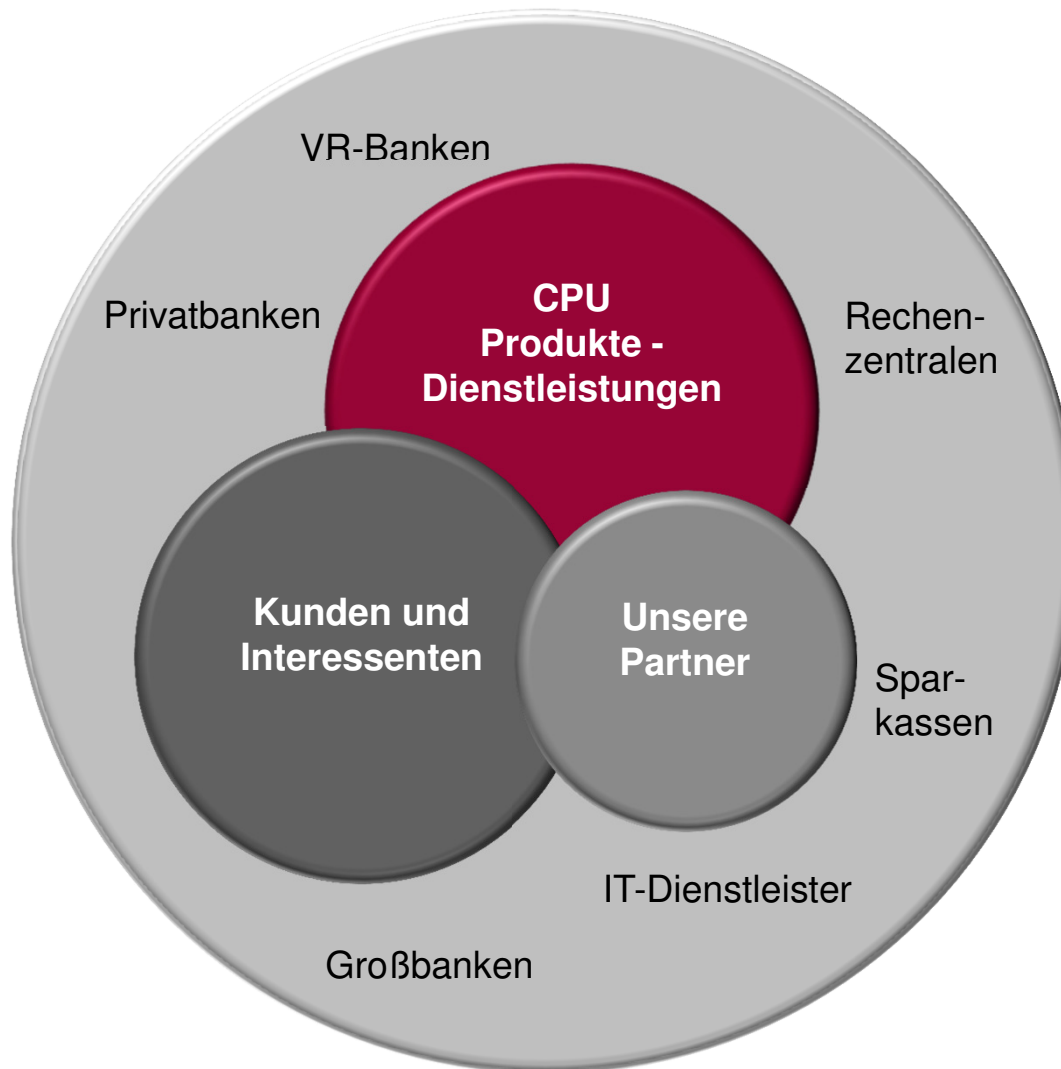 VR-Banken
CPU
Produkte -
Dienstleistungen
Privatbanken
Rechen-
zentralen
Kunden und
Interessenten
Unsere
Partner
Spar-
kassen
IT-Dienstleister
Großbanken